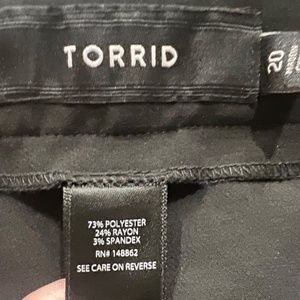 TORRID
20
73% POLYESTER
24% RAYON
3% SPANDEX
RN# 148862
SEE CARE ON REVERSE